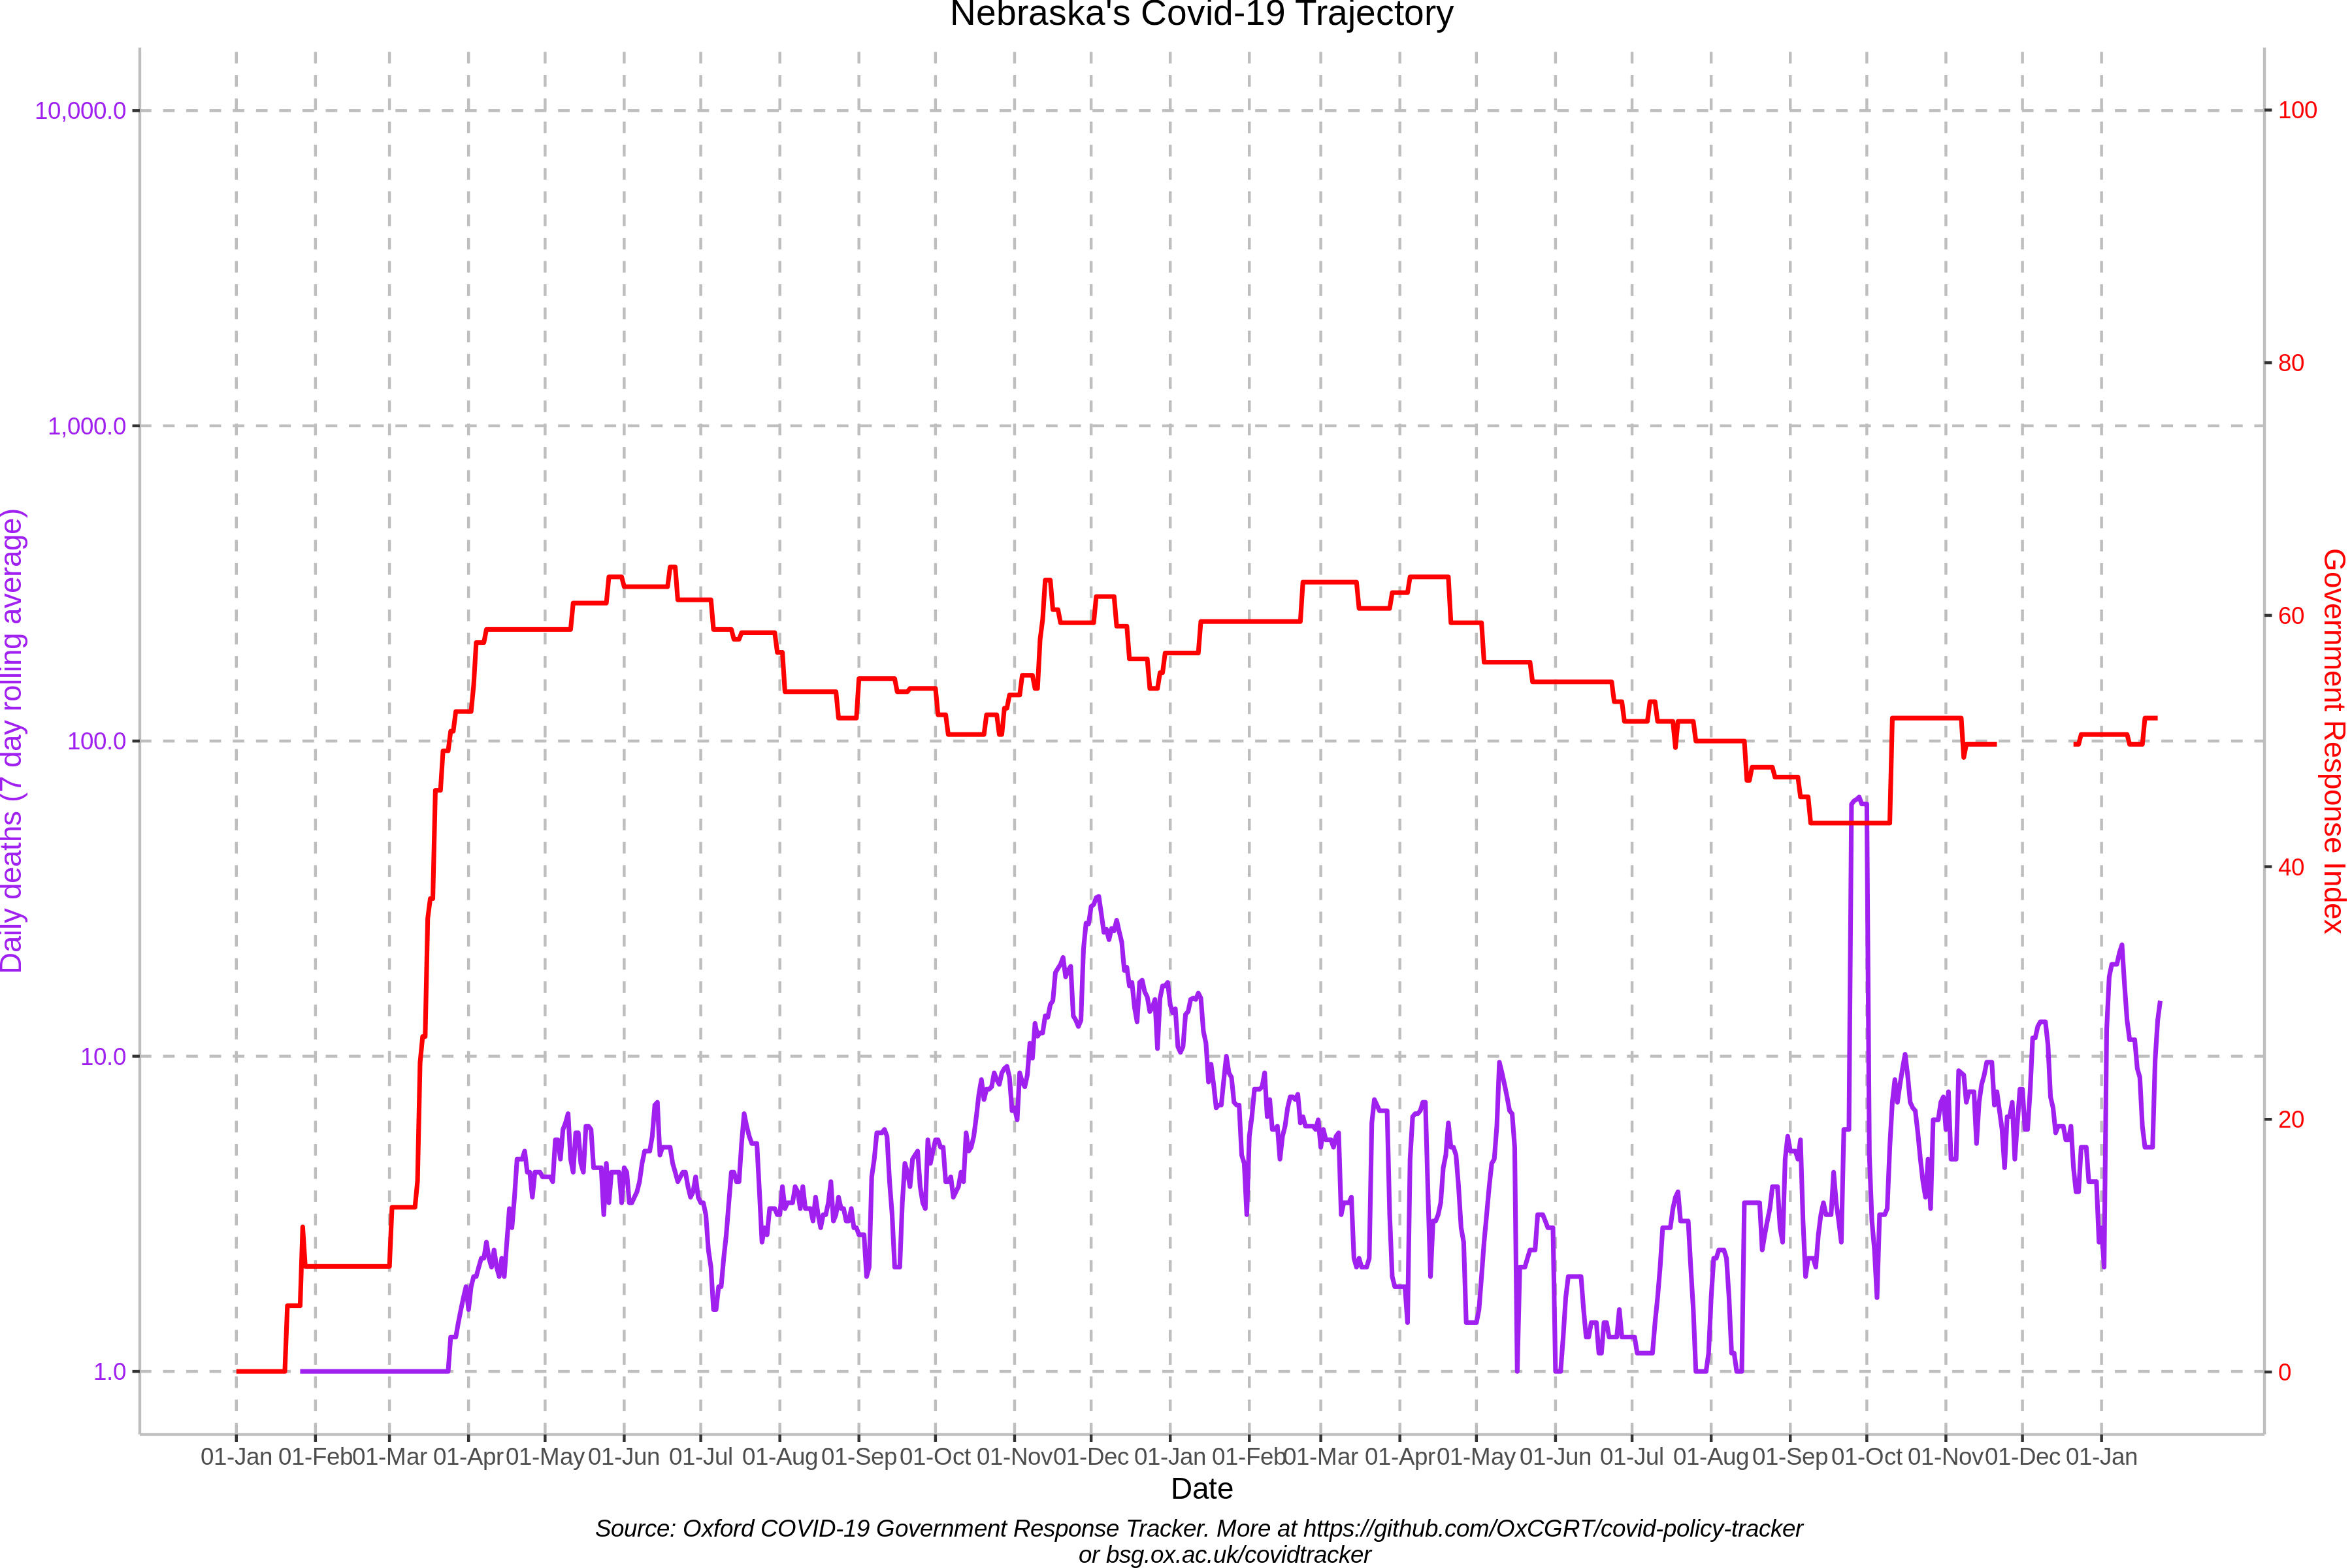 Nebraska's Covid-19 Trajectory
10,000.0
1,000.0
100.0
10.0
1.0
Daily deaths (7 day rolling average)
100
80
60
40
20
0
Government Response Index
01-Jan 01-Feb 01-Mar 01-Apr 01-May 01-Jun 01-Jul 01-Aug 01-Sep 01-Oct 01-Nov 01-Dec 01-Jan 01-Feb 01-Mar 01-Apr 01-May 01-Jun 01-Jul 01-Aug 01-Sep 01-Oct 01-Nov 01-Dec 01-Jan
Date
Source: Oxford COVID-19 Government Response Tracker. More at https://github.com/OxCGRT/covid-policy-tracker
or bsg.ox.ac.uk/covidtracker